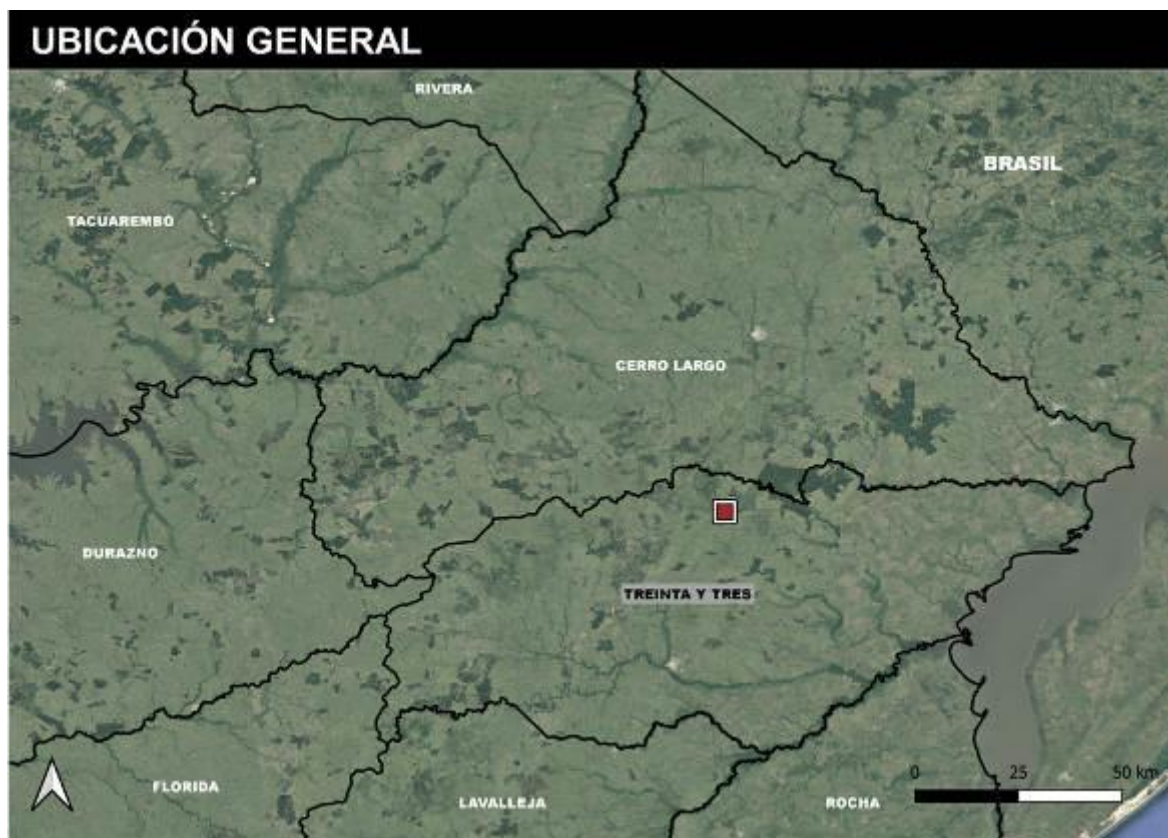 UBICACIÓN GENERAL
RIVERA
BRASIL
TACUAREMBÓ
CERRO LARGO
DURAZNO
TREINTA Y TRES
0 25 50 km
FLORIDA
LAVALLEJA
ROCHA